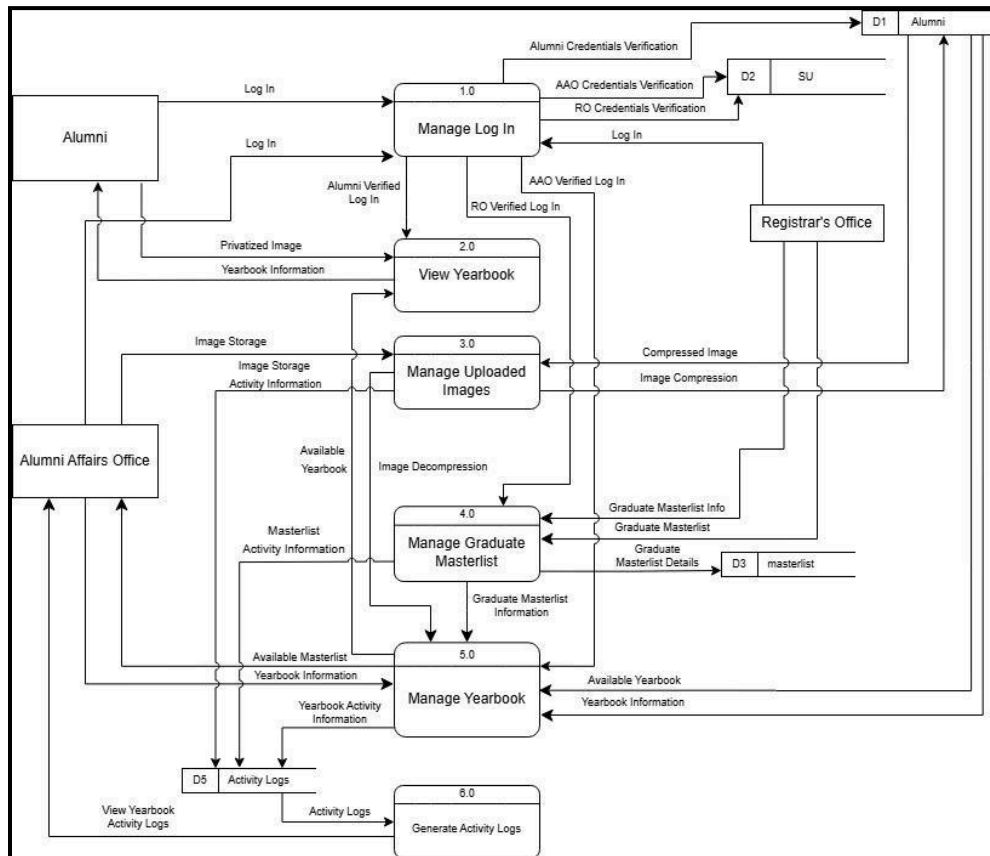 D1 Alumni
Alumni Credentials Verification
D2 SU
AAO Credentials Verification
RO Credentials Verification
Log In
1.0
Manage Log In
Alumni
Log In
Log In
Alumni Verified
Log In
RO Verified Log In
AAO Verified Log In
Registrar's Office
Privatized Image
Yearbook Information
2.0
View Yearbook
Image Storage
Image Storage
Activity Information
3.0
Manage Uploaded
Images
Compressed Image
Image Compression
Alumni Affairs Office
Available
Yearbook
Image Decompression
Masterlist
Activity Information
4.0
Manage Graduate
Masterlist
Graduate Masterlist Info
Graduate Masterlist
Graduate
Masterlist Details
D3 masterlist
Graduate Masterlist
Information
Available Masterlist
Yearbook Information
5.0
Manage Yearbook
Available Yearbook
Yearbook Information
Yearbook Activity
Information
D5 Activity Logs
View Yearbook
Activity Logs
Activity Logs
6.0
Generate Activity Logs